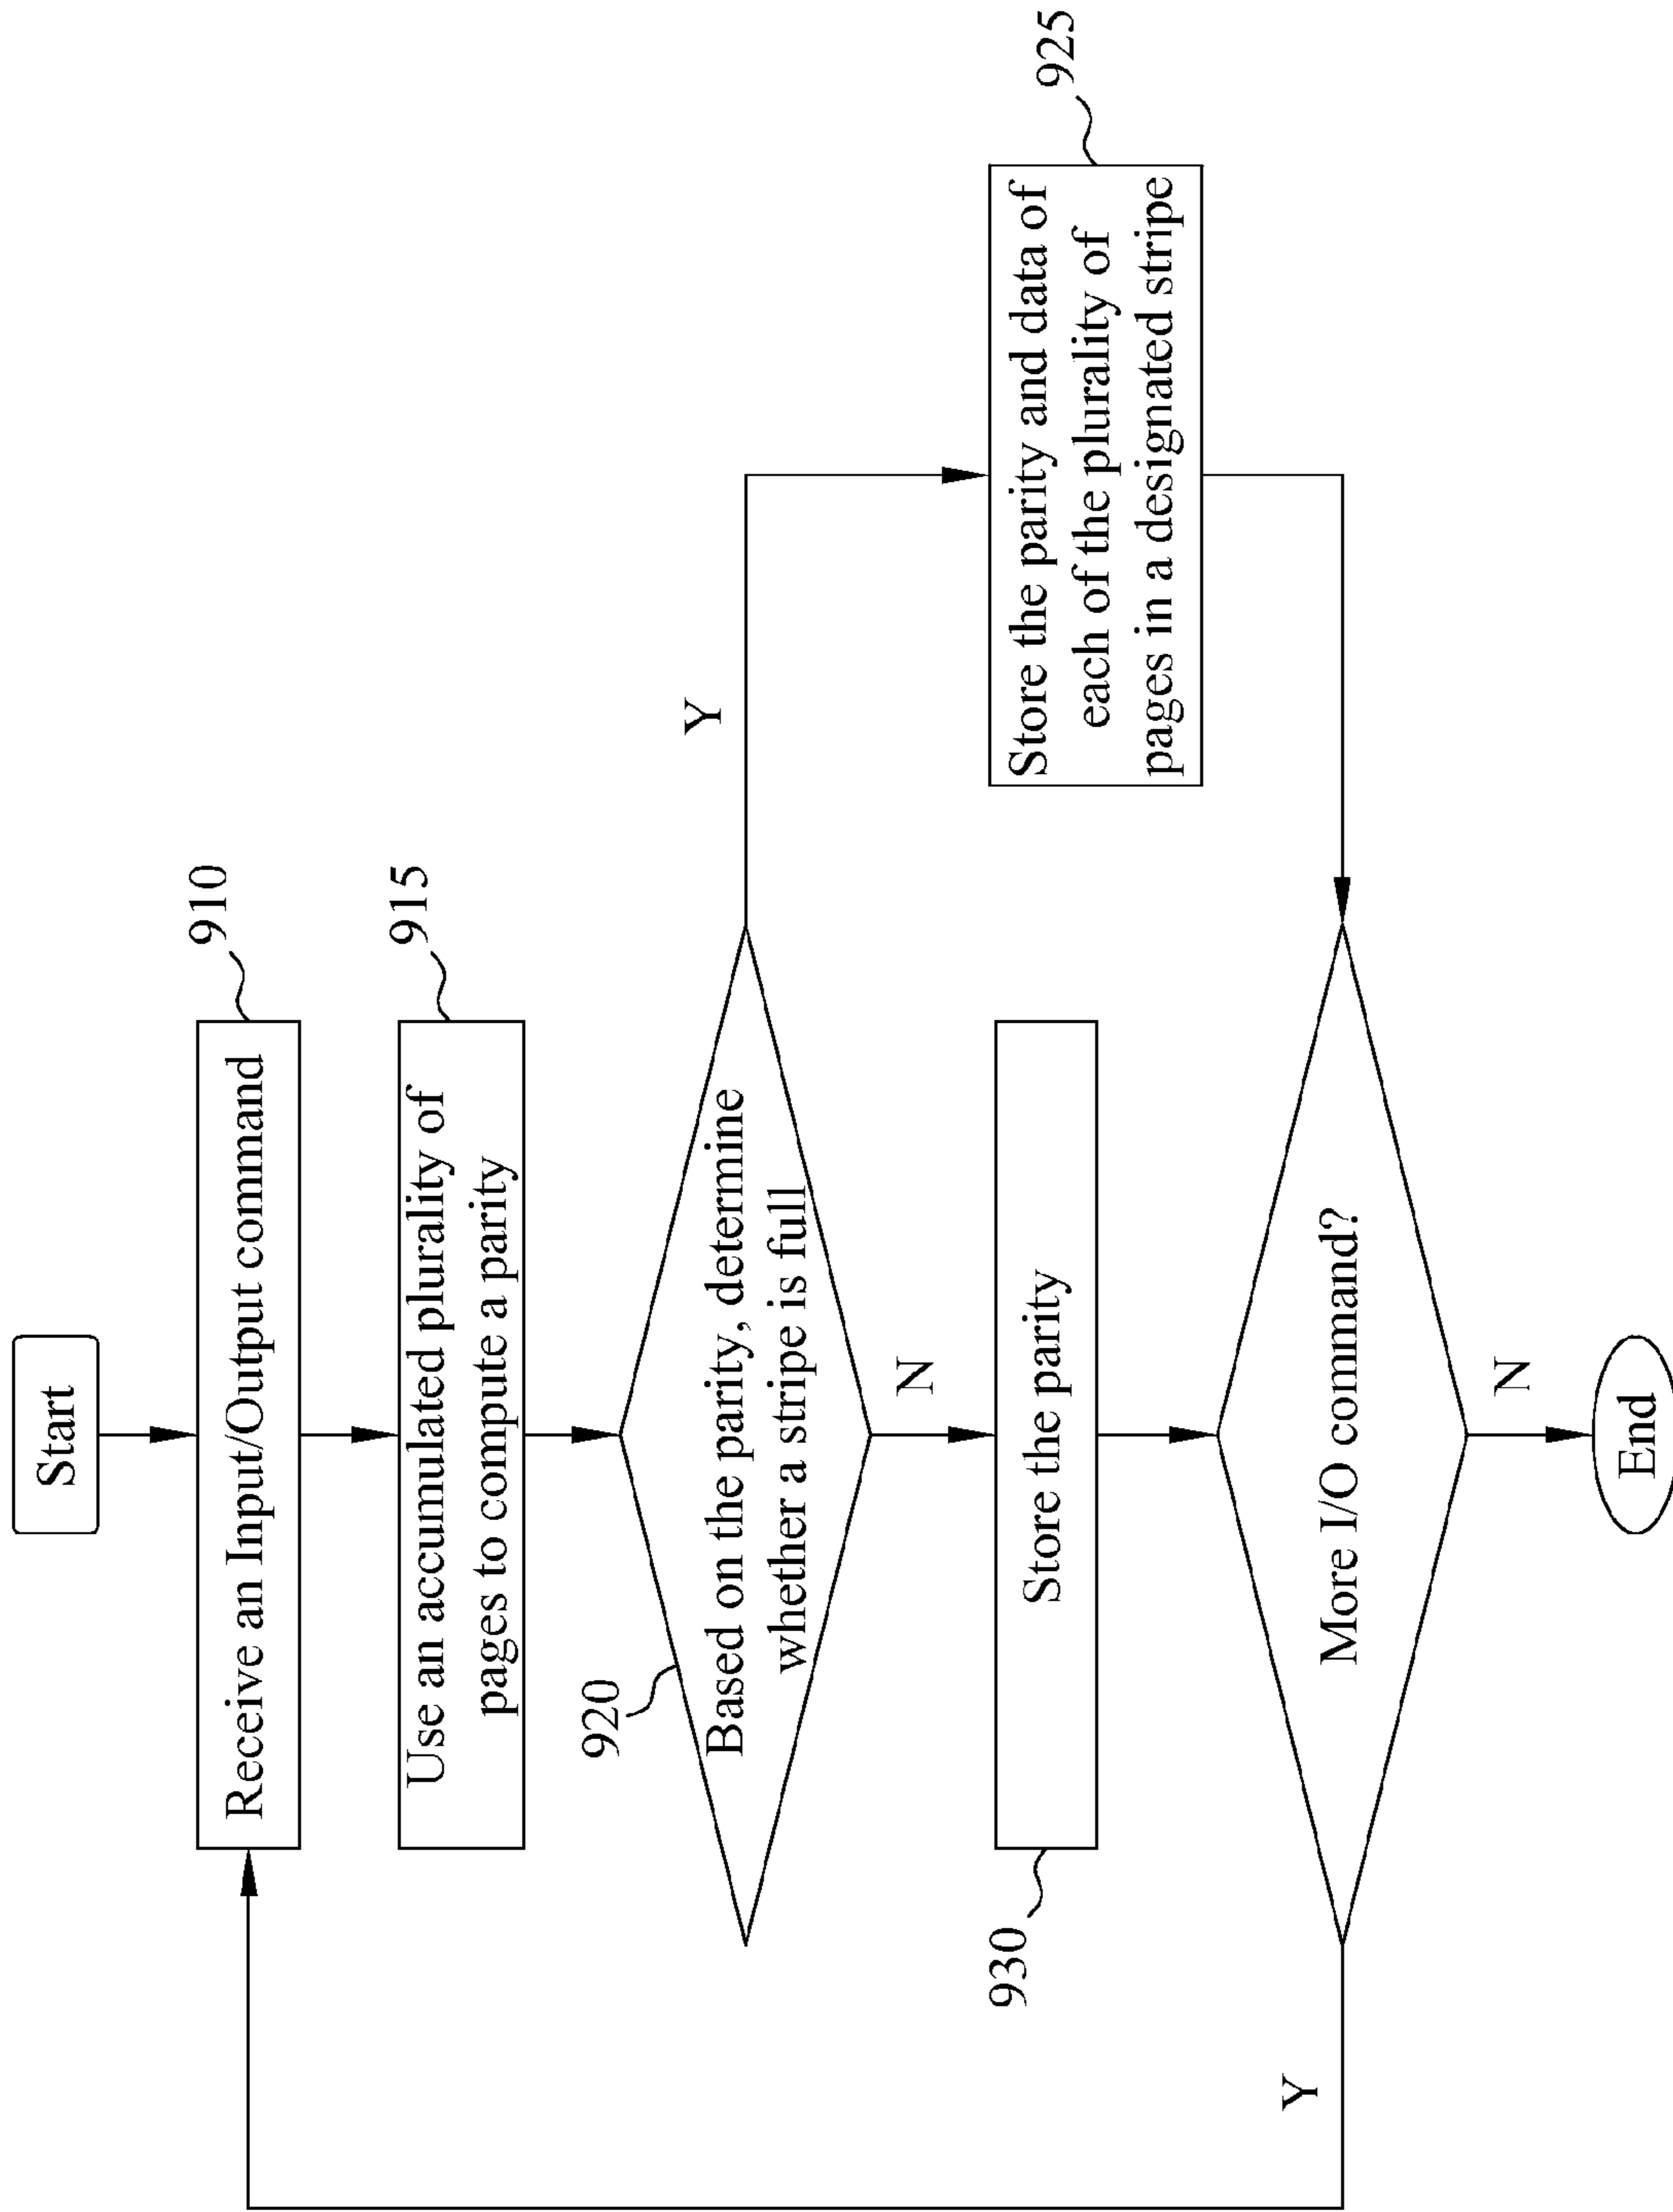 Start
Receive an Input/Output command
910
Use an accumulated plurality of
pages to compute a parity
915
920
Based on the parity, determine
whether a stripe is full
Y
N
Store the parity and data of
each of the plurality of
pages in a designated stripe
925
Store the parity
930
More I/O command?
Y
N
End